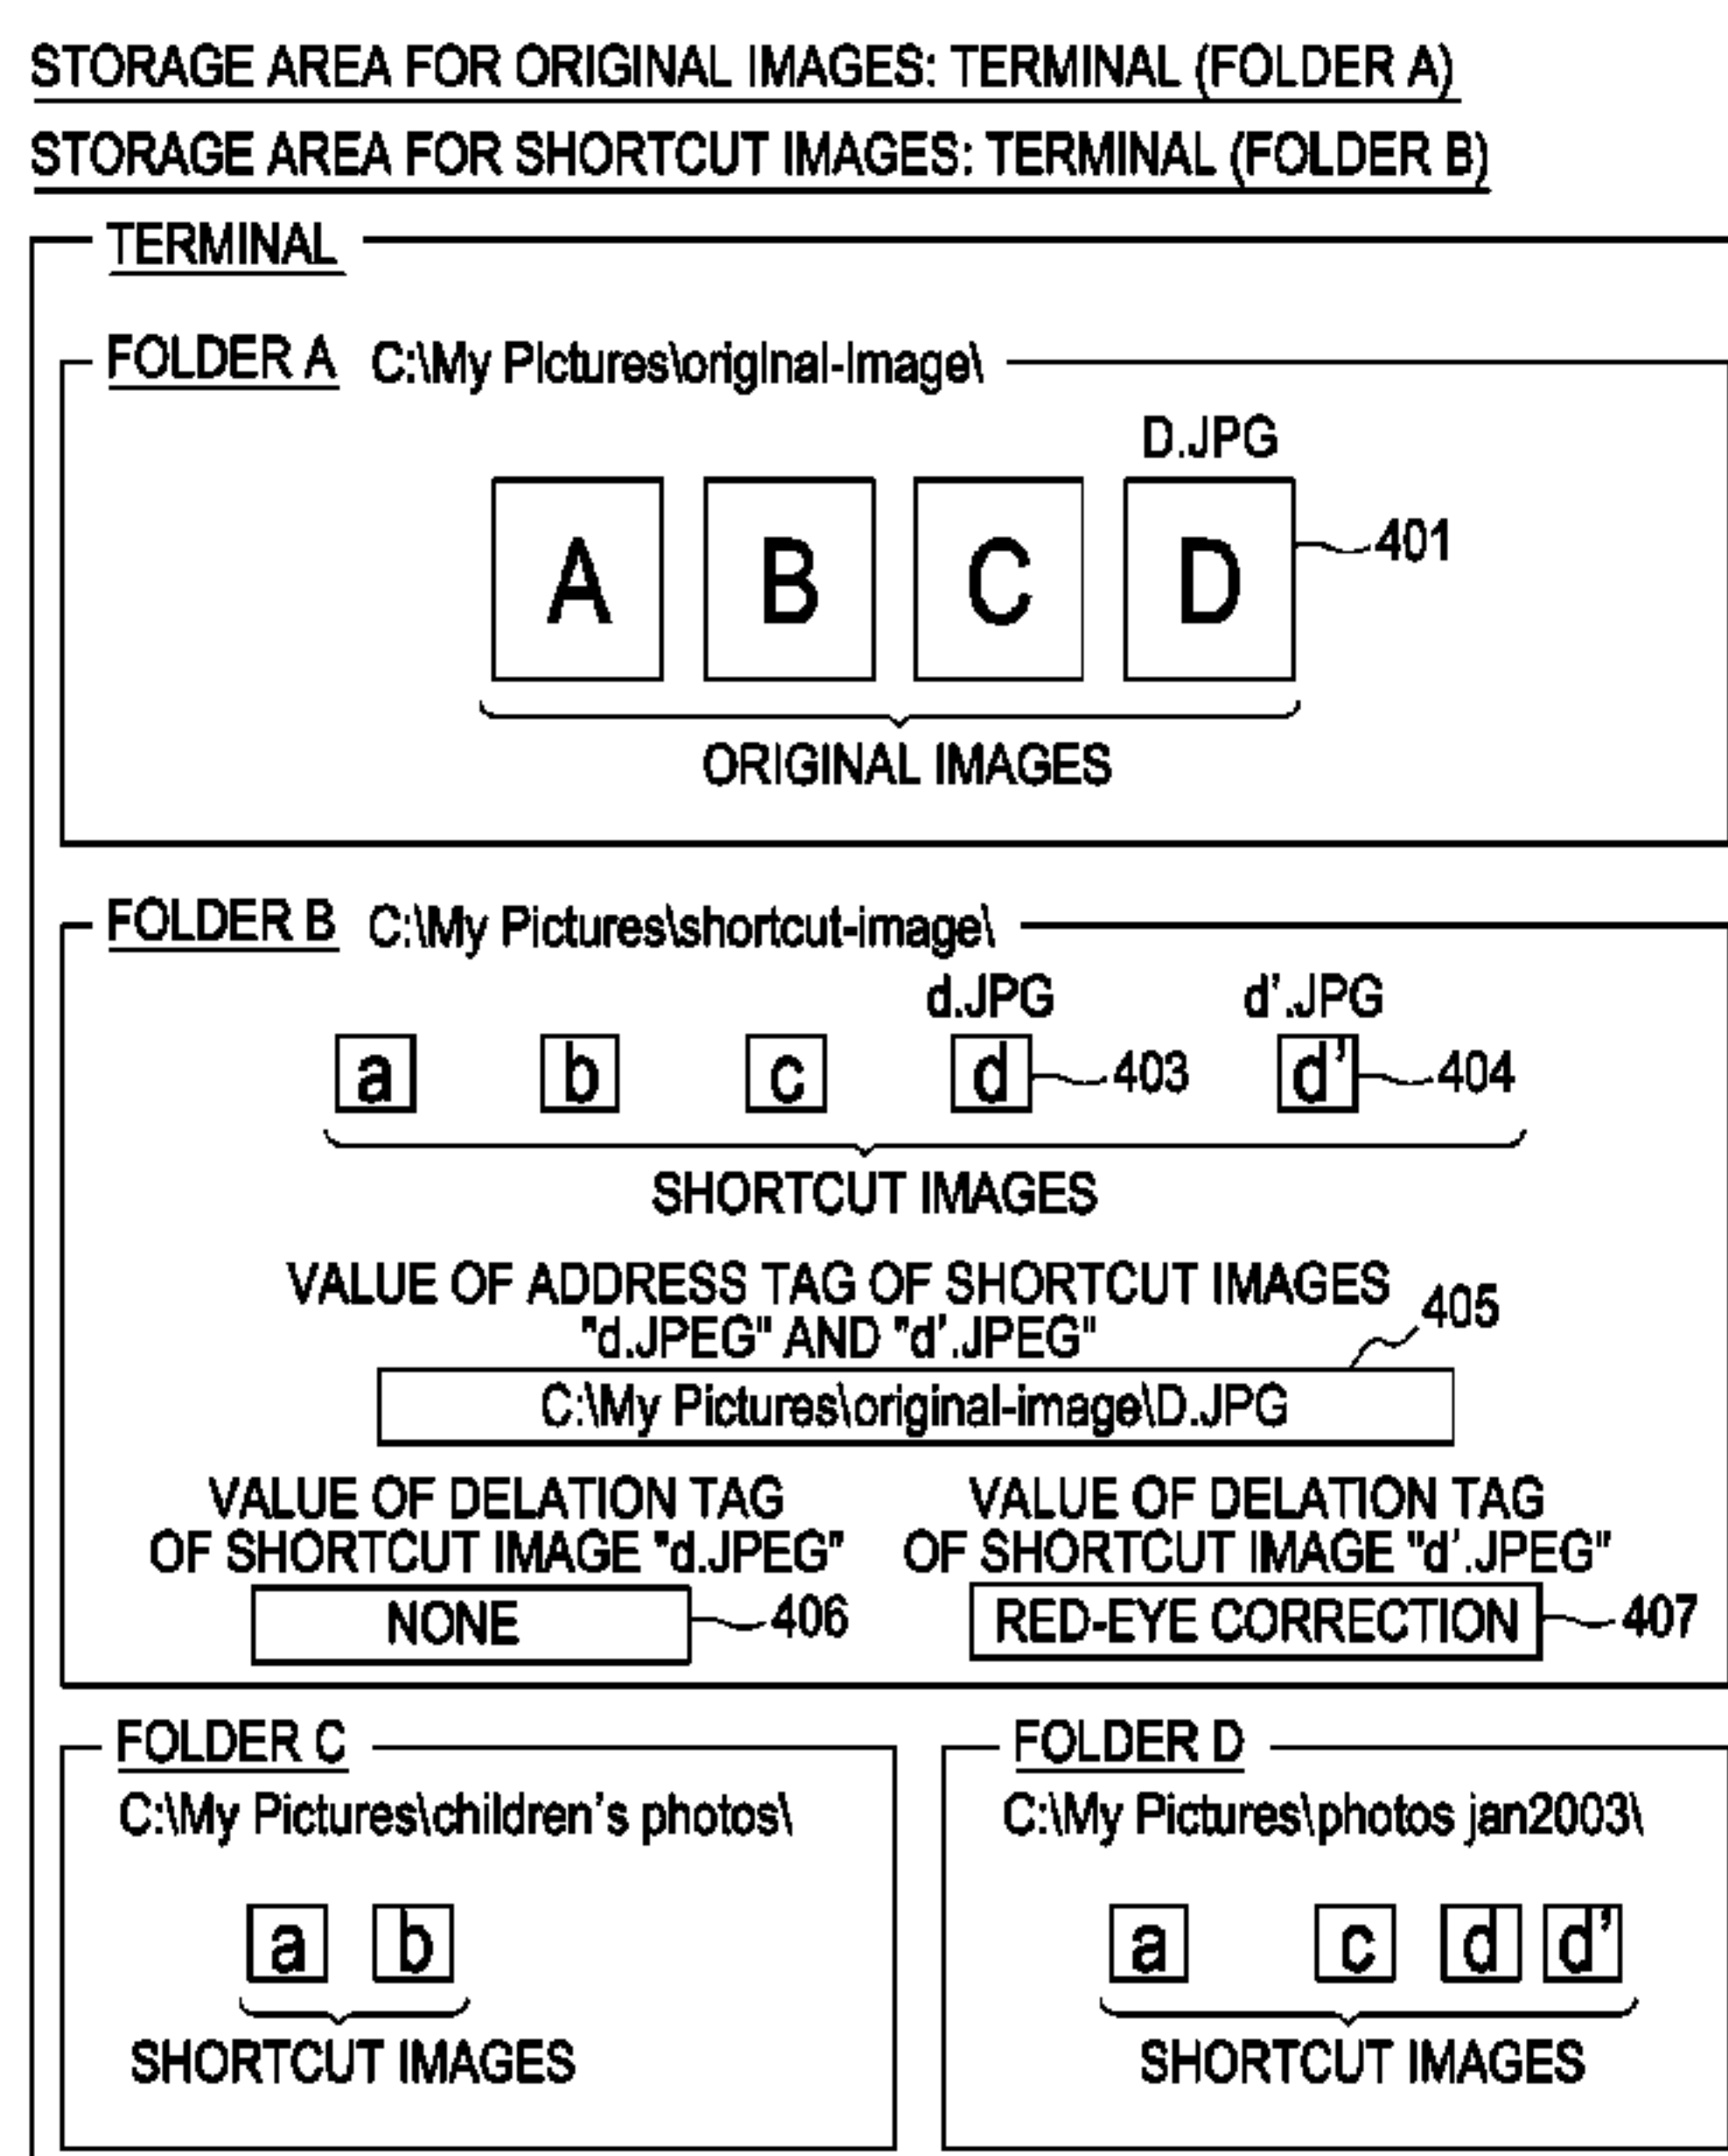 STORAGE AREA FOR ORIGINAL IMAGES: TERMINAL (FOLDER A)
STORAGE AREA FOR SHORTCUT IMAGES: TERMINAL (FOLDER B)
TERMINAL
FOLDER A C:\My Pictures\original-image\
D.JPG
A B C D 401
ORIGINAL IMAGES
FOLDER B C:\My Pictures\shortcut-image\
d.JPG d'.JPG
a b c d 403 d' 404
SHORTCUT IMAGES
VALUE OF ADDRESS TAG OF SHORTCUT IMAGES
"d.JPEG" AND "d'.JPEG" 405
C:\My Pictures\original-image\D.JPG
VALUE OF DELATION TAG
OF SHORTCUT IMAGE "d.JPEG"
NONE 406
VALUE OF DELATION TAG
OF SHORTCUT IMAGE "d'.JPEG"
RED-EYE CORRECTION 407
FOLDER C
C:\My Pictures\children's photos\
a b
SHORTCUT IMAGES
FOLDER D
C:\My Pictures\photos jan2003\
a c d d'
SHORTCUT IMAGES